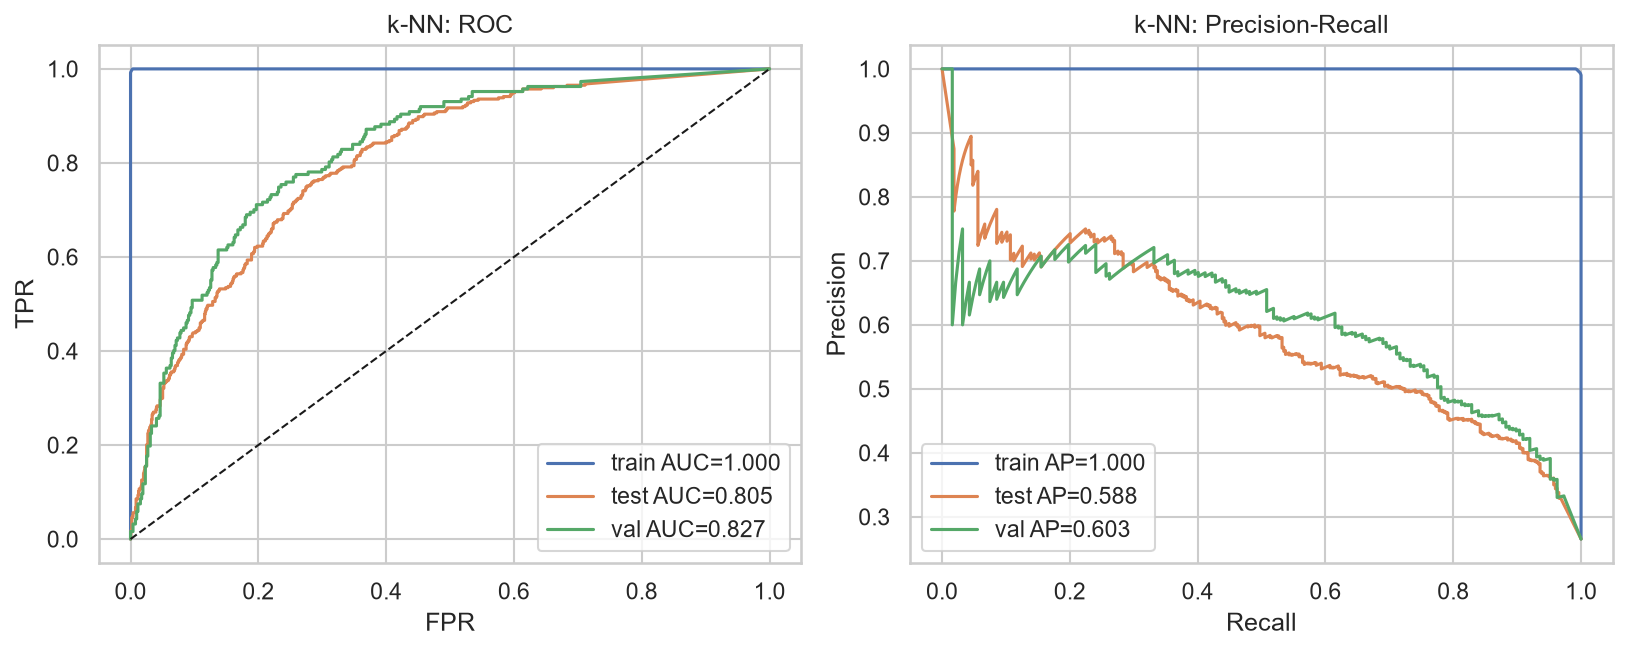 k-NN: ROC
TPR
1.0
0.8
0.6
0.4
0.2
0.0
0.0 0.2 0.4 0.6 0.8 1.0
FPR
train AUC=1.000
test AUC=0.805
val AUC=0.827
k-NN: Precision-Recall
Precision
1.0
0.9
0.8
0.7
0.6
0.5
0.4
0.3
0.0 0.2 0.4 0.6 0.8 1.0
Recall
train AP=1.000
test AP=0.588
val AP=0.603